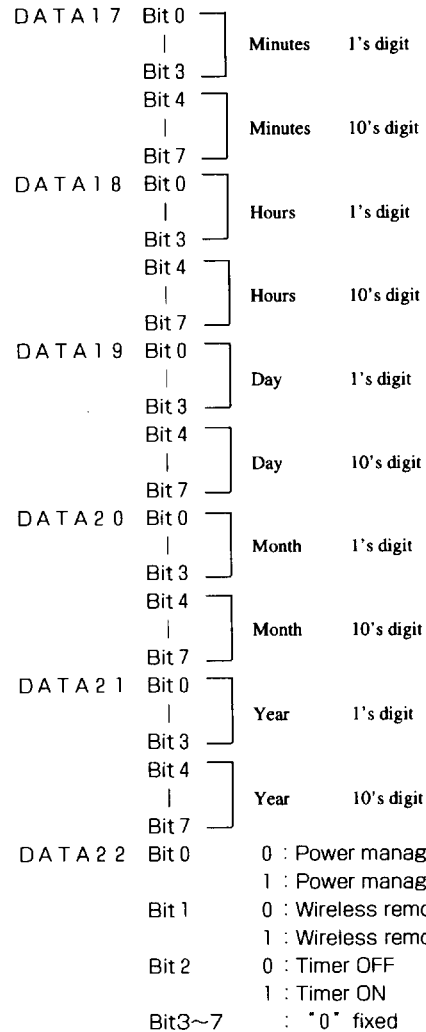 DATA17 Bit 0
Minutes 1's digit
Bit 3
Bit 4
Minutes 10's digit
Bit 7
DATA18 Bit 0
Hours 1's digit
Bit 3
Bit 4
Hours 10's digit
Bit 7
DATA19 Bit 0
Day 1's digit
Bit 3
Bit 4
Day 10's digit
Bit 7
DATA20 Bit 0
Month 1's digit
Bit 3
Bit 4
Month 10's digit
Bit 7
DATA21 Bit 0
Year 1's digit
Bit 3
Bit 4
Year 10's digit
Bit 7
DATA22 Bit 0 0 : Power
1 : Power
Bit 1 0 : Wireless
1 : Wireless
Bit 2 0 : Timer OFF
1 : Timer ON
Bit3~7 : "0" fixed